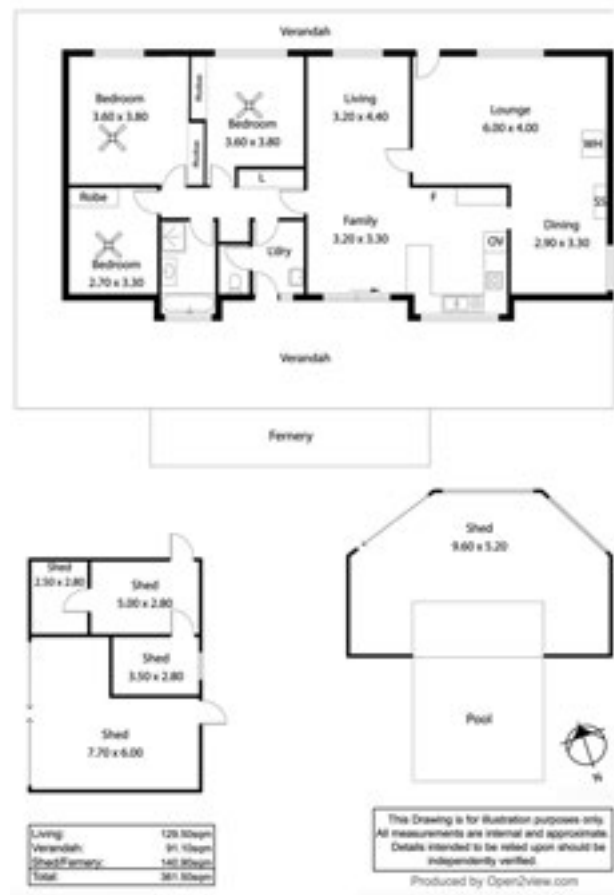 Verandah
Bedroom
3.60 x 3.80
Robe
Robe
Bedroom
3.60 x 3.80
Living
3.20 x 4.40
Lounge
6.00 x 4.00
WH
L
Robe
Bedroom
2.70 x 3.30
Family
3.20 x 3.30
F
SS
Dining
2.90 x 3.30
OV
L'dry
Verandah
Fernery
Shed
2.50 x 2.80
Shed
5.00 x 2.80
Shed
3.50 x 2.80
Shed
7.70 x 6.00
Shed
9.60 x 5.20
Pool
Living: 129.50sqm
Verandah: 91.10sqm
Shed/Fernery: 140.90sqm
Total: 361.50sqm
This Drawing is for illustration purposes only.
All measurements are internal and approximate.
Details intended to be relied upon should be
independently verified.
Produced by Open2view.com